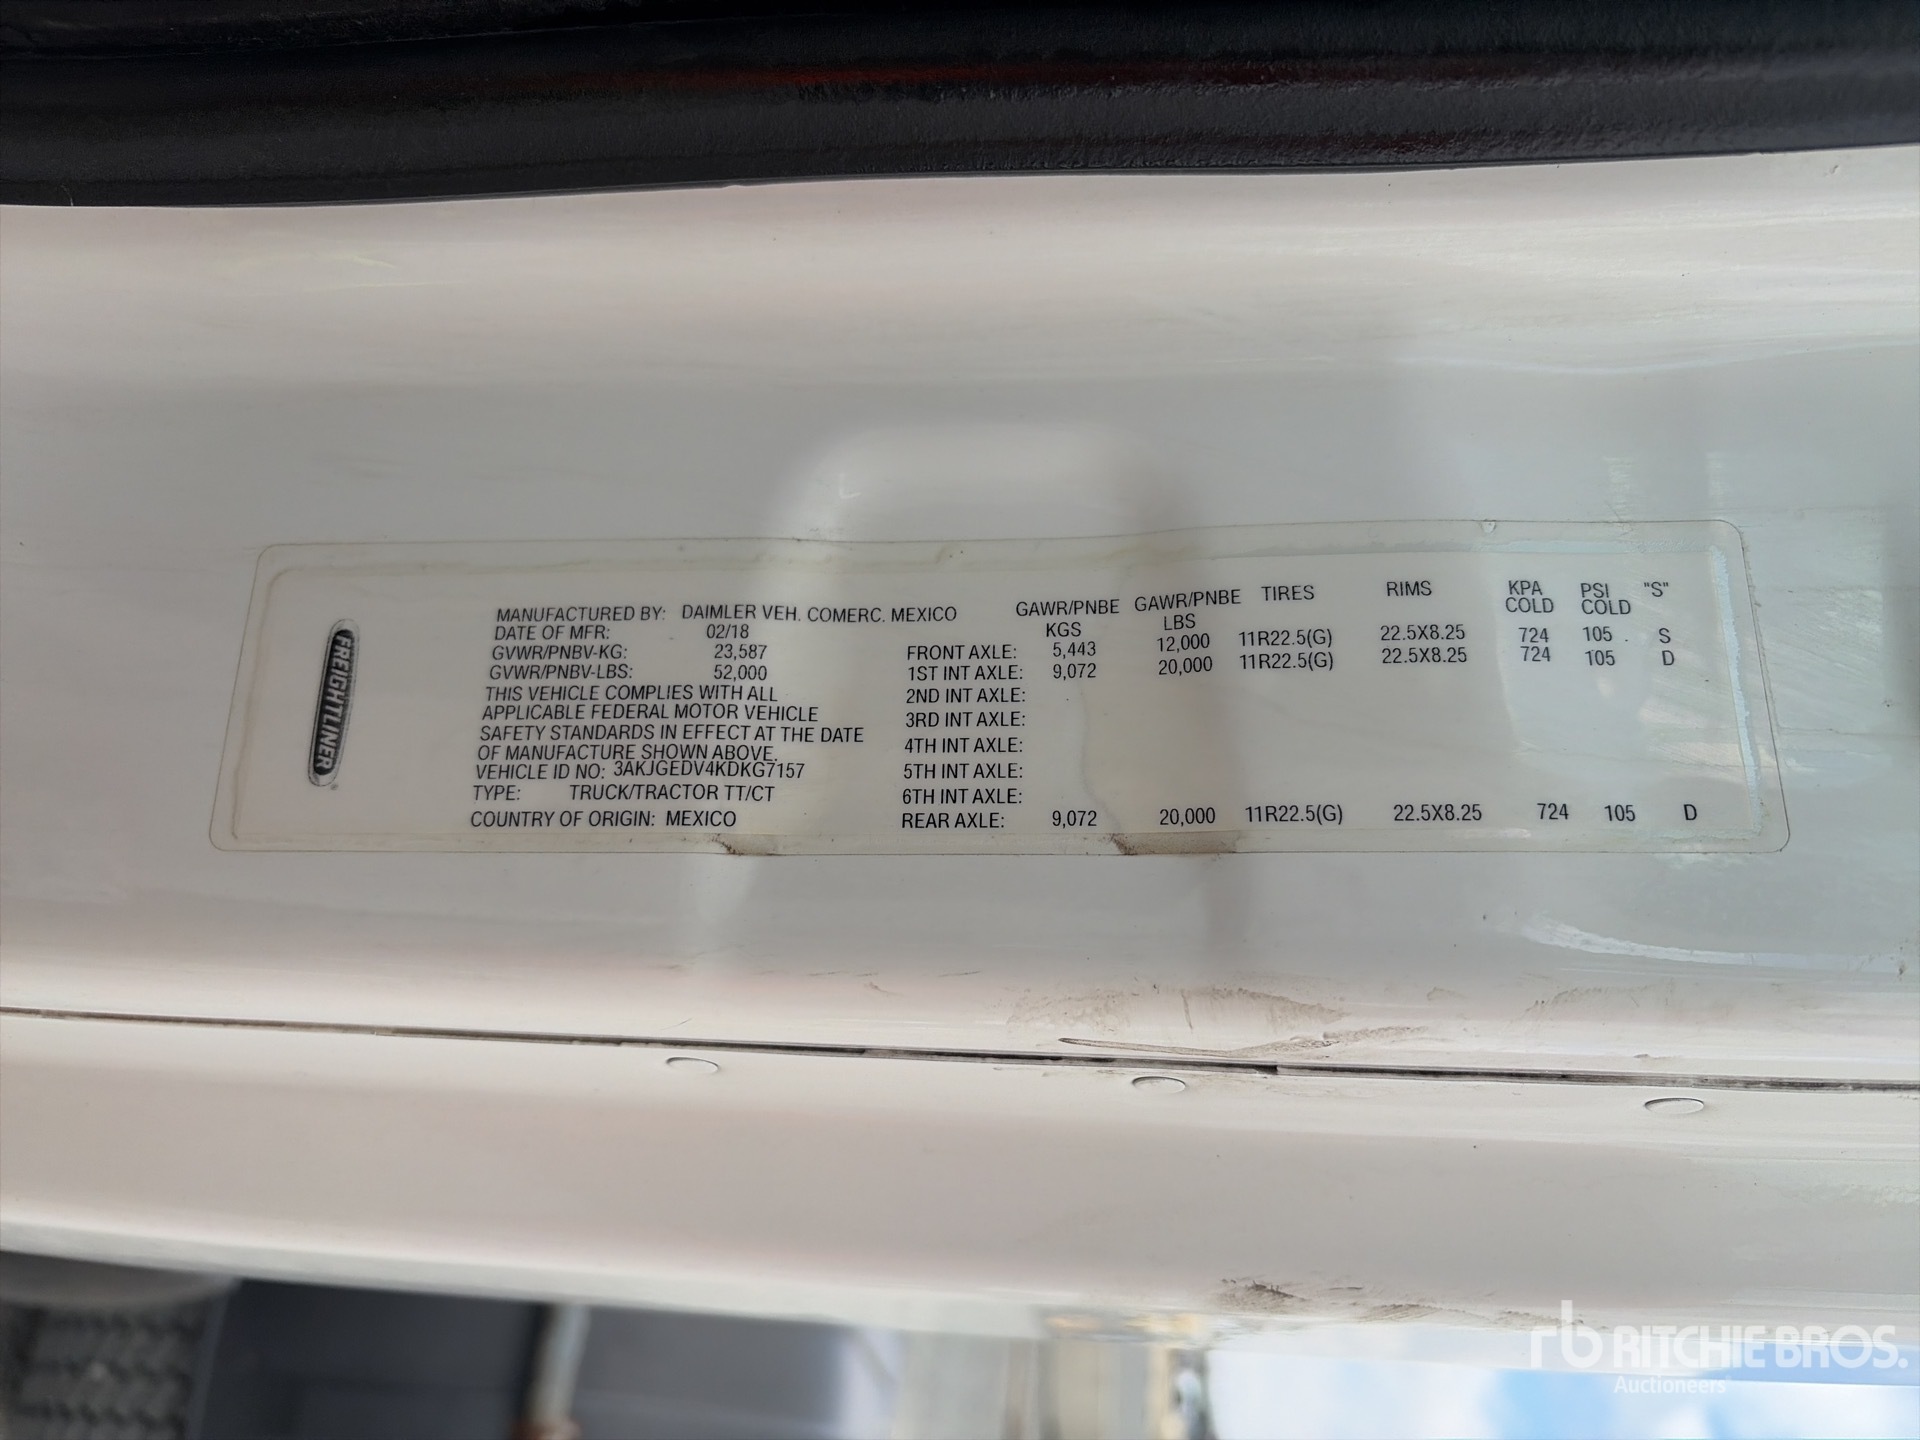 FREIGHTLINER
MANUFACTURED BY: DAIMLER VEH. COMERC. MEXICO
DATE OF MFR: 02/18
GVWR/PNBV-KG: 23,587
GVWR/PNBV-LBS: 52,000
THIS VEHICLE COMPLIES WITH ALL
APPLICABLE FEDERAL MOTOR VEHICLE
SAFETY STANDARDS IN EFFECT AT THE DATE
OF MANUFACTURE SHOWN ABOVE.
VEHICLE ID NO: 3AKJGEDV4KDKG7157
TYPE: TRUCK/TRACTOR TT/CT
COUNTRY OF ORIGIN: MEXICO
GAWR/PNBE GAWR/PNBE TIRES RIMS KPA PSI "S"
KGS LBS COLD COLD
FRONT AXLE: 5,443 12,000 11R22.5(G) 22.5X8.25 724 105 . S
1ST INT AXLE: 9,072 20,000 11R22.5(G) 22.5X8.25 724 105 D
2ND INT AXLE:
3RD INT AXLE:
4TH INT AXLE:
5TH INT AXLE:
6TH INT AXLE:
REAR AXLE: 9,072 20,000 11R22.5(G) 22.5X8.25 724 105 D
rb RITCHIE BROS.
Auctioneers